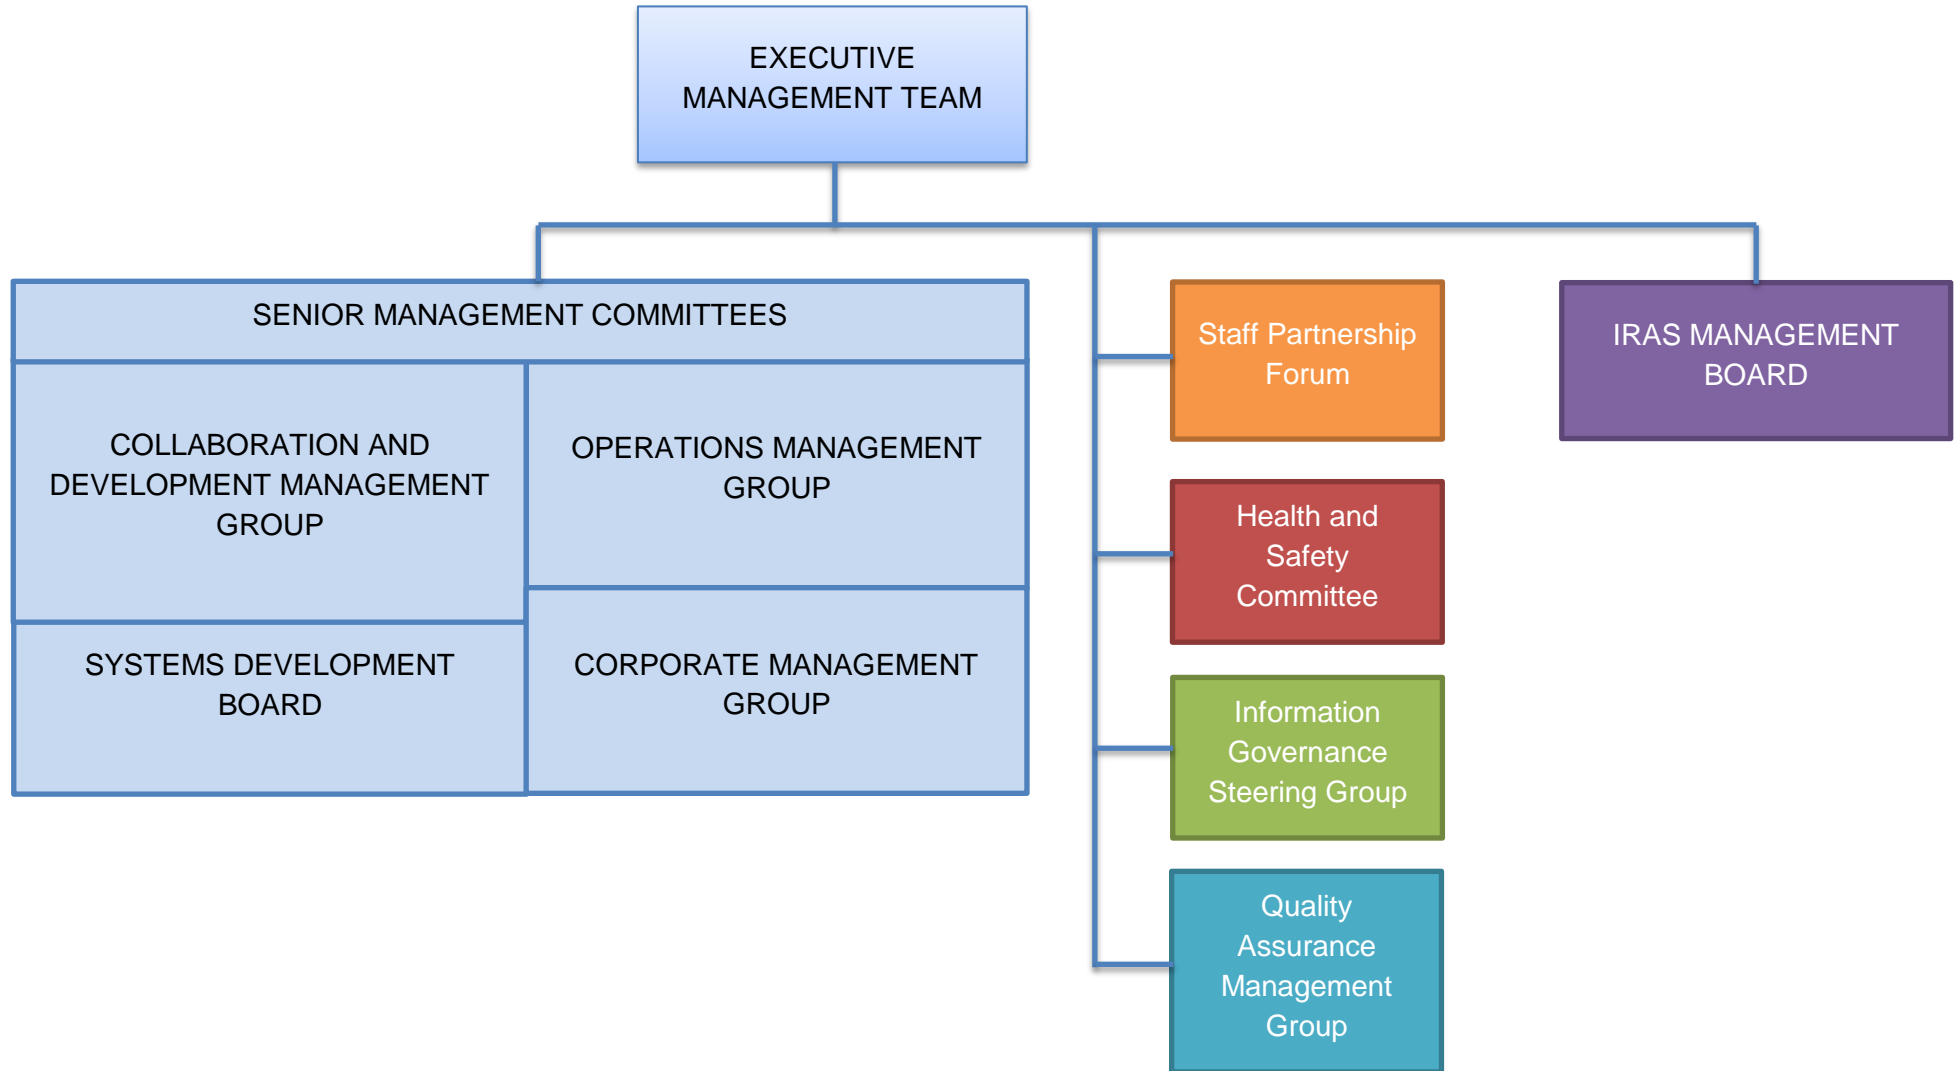 EXECUTIVE
MANAGEMENT TEAM
SENIOR MANAGEMENT COMMITTEES
COLLABORATION AND
DEVELOPMENT MANAGEMENT
GROUP
OPERATIONS MANAGEMENT
GROUP
SYSTEMS DEVELOPMENT
BOARD
CORPORATE MANAGEMENT
GROUP
Staff Partnership
Forum
Health and
Safety
Committee
Information
Governance
Steering Group
Quality
Assurance
Management
Group
IRAS MANAGEMENT
BOARD